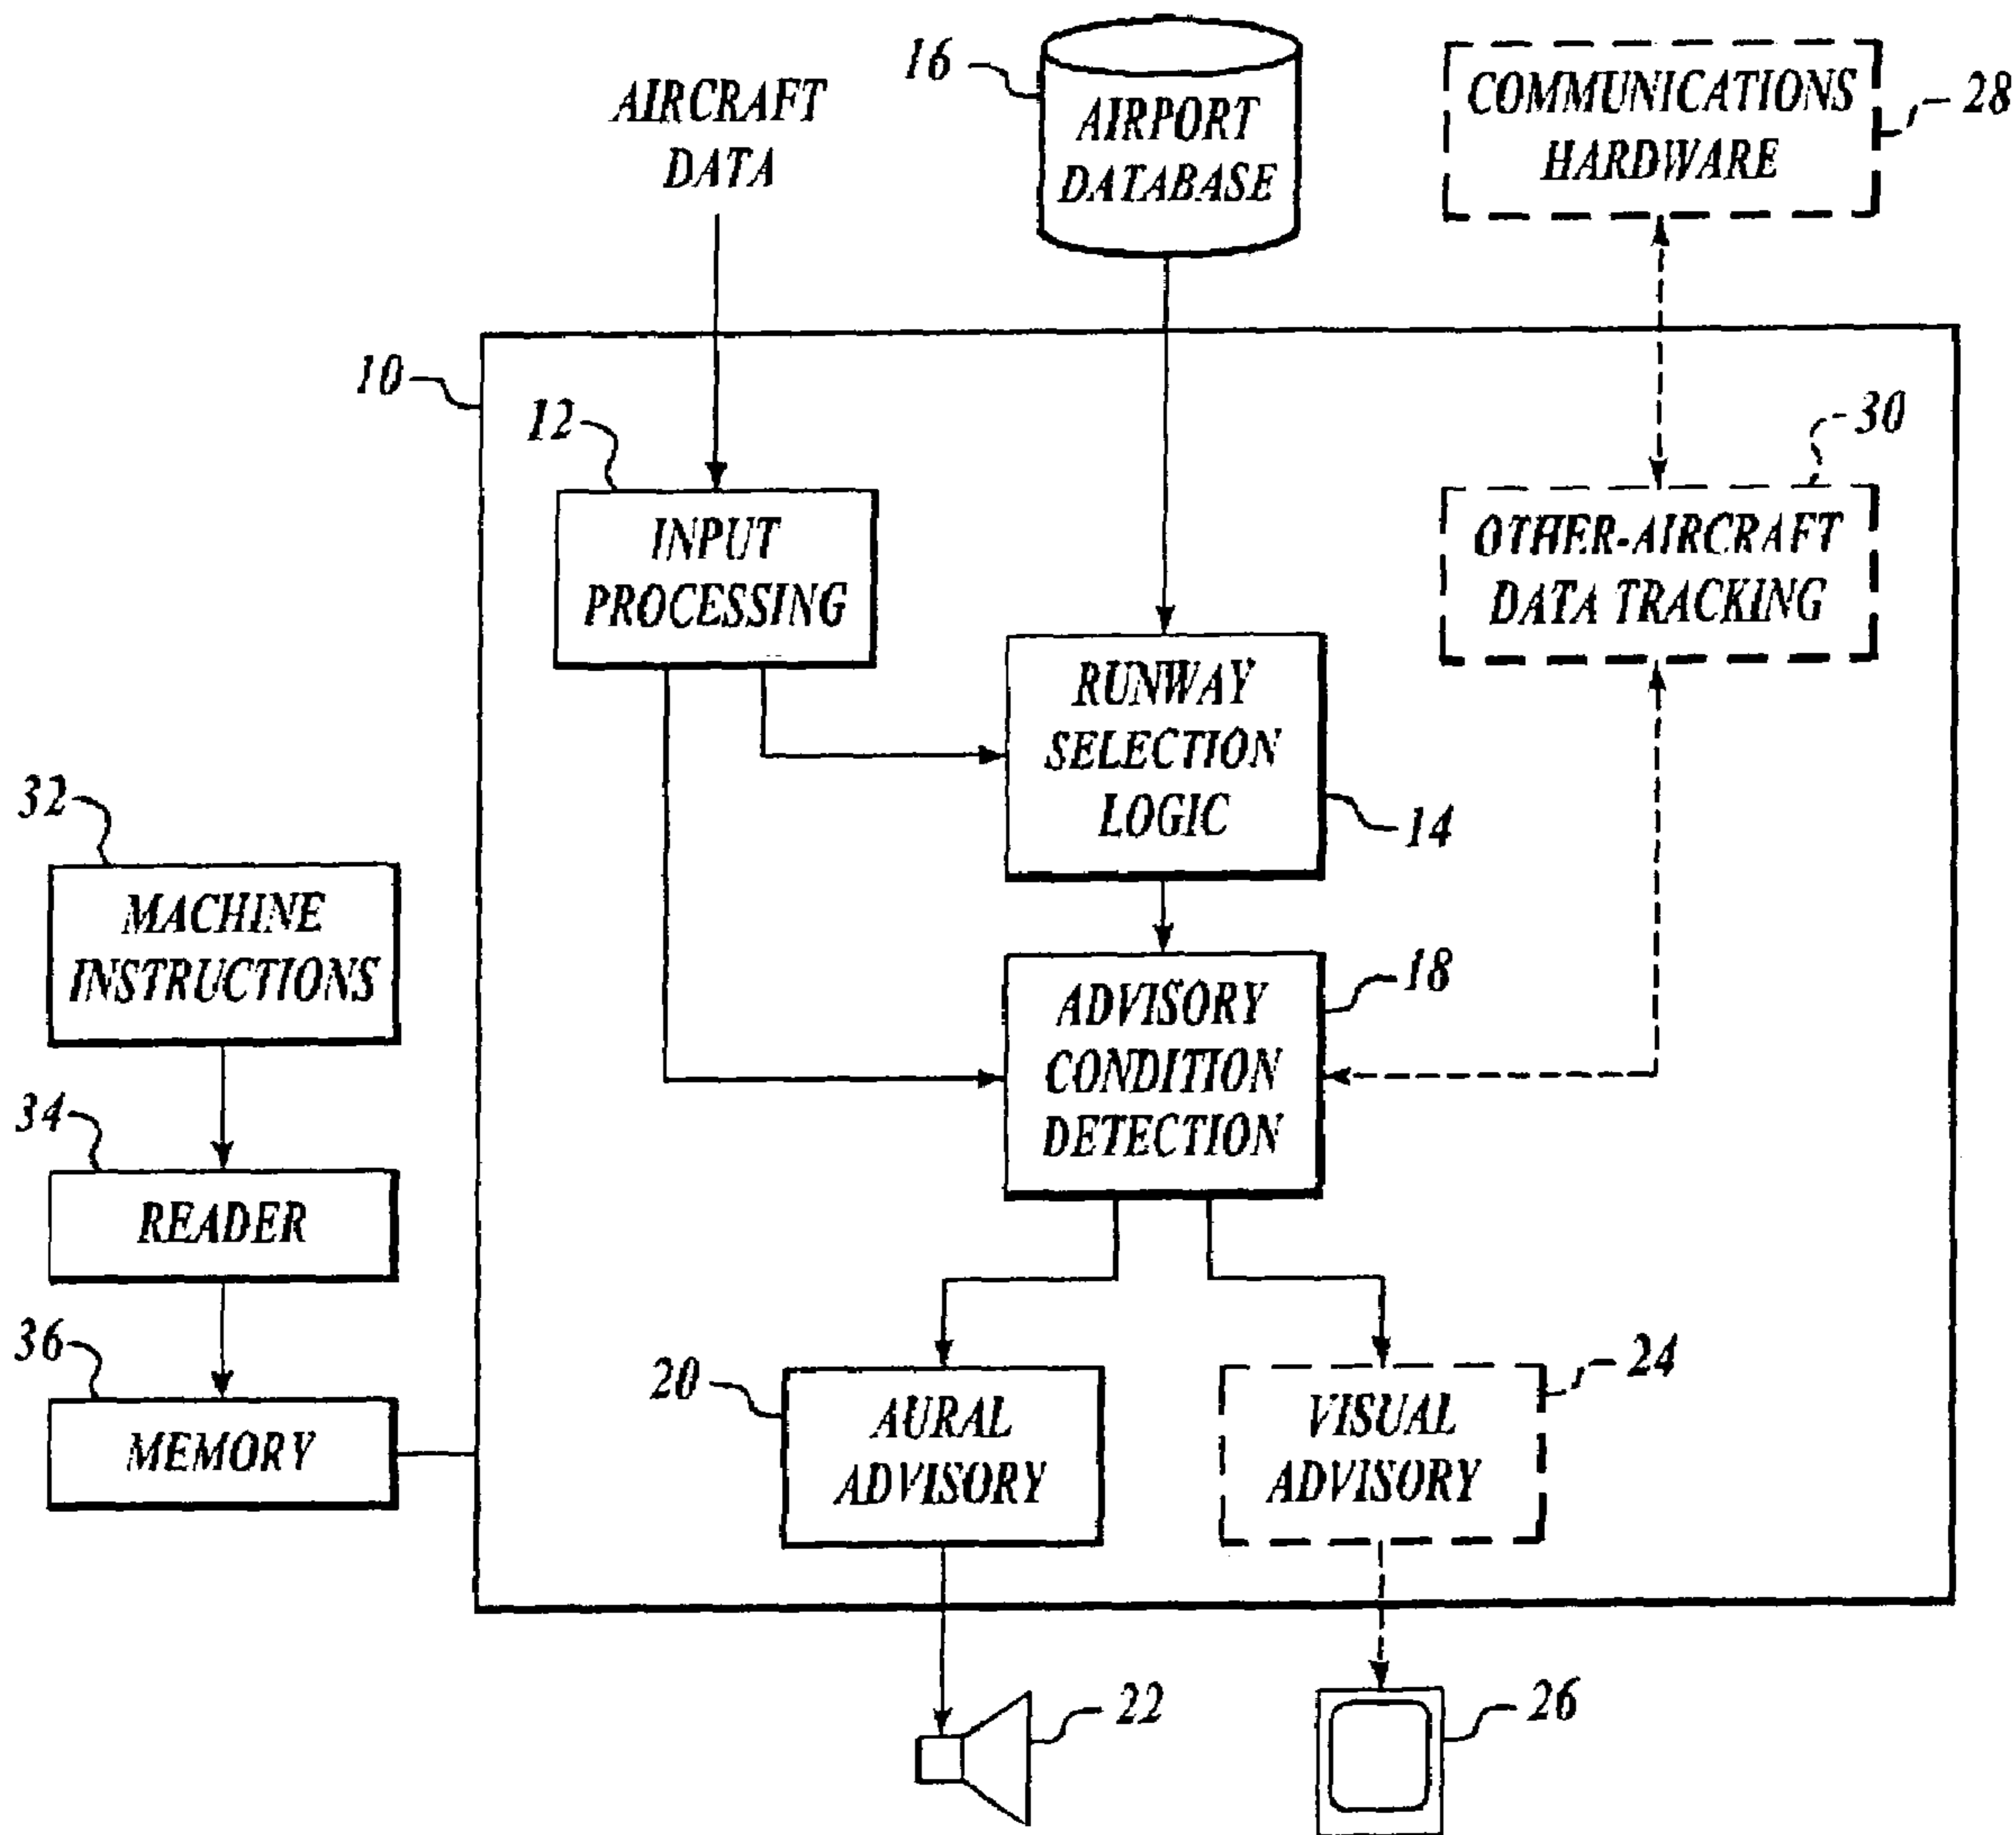 AIRCRAFT
DATA
16
AIRPORT
DATABASE
COMMUNICATIONS
HARDWARE
28
10
12
INPUT
PROCESSING
30
OTHER-AIRCRAFT
DATA TRACKING
RUNWAY
SELECTION
LOGIC
14
32
MACHINE
INSTRUCTIONS
18
ADVISORY
CONDITION
DETECTION
34
READER
36
MEMORY
20
AURAL
ADVISORY
24
VISUAL
ADVISORY
22
26